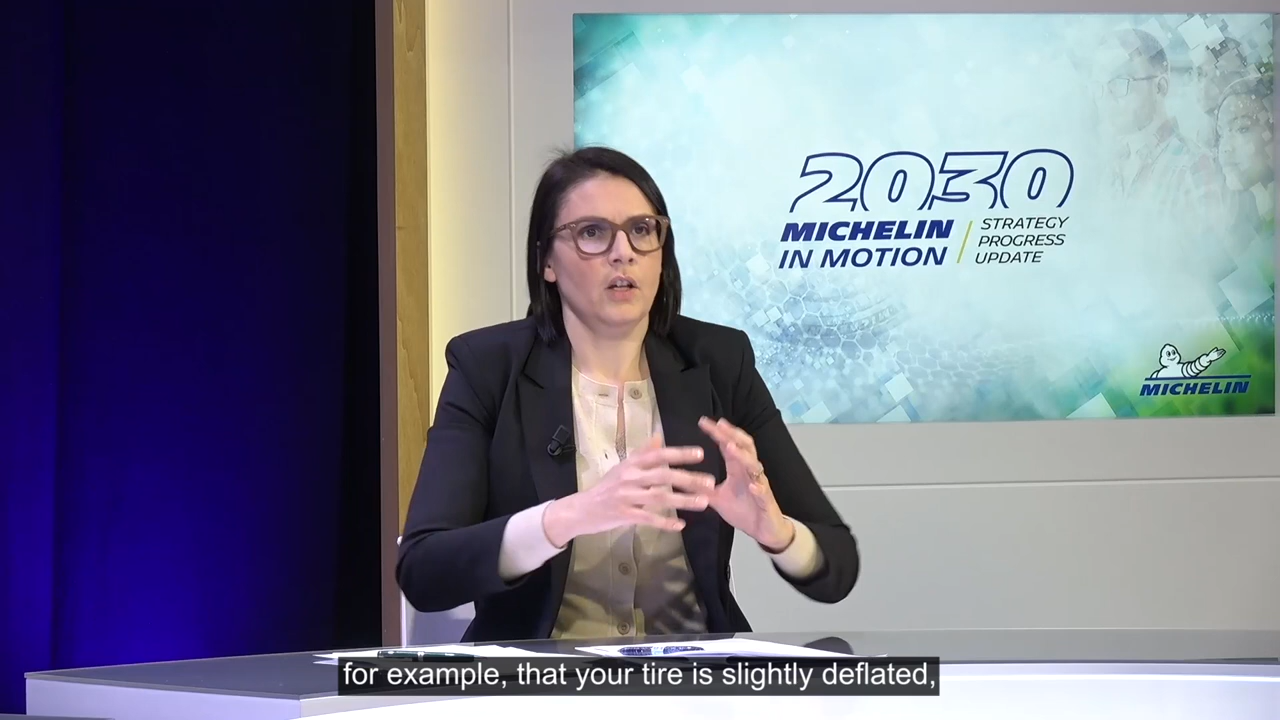 2030
MICHELIN
IN MOTION
STRATEGY
PROGRESS
UPDATE
MICHELIN
for example, that your tire is slightly deflated,